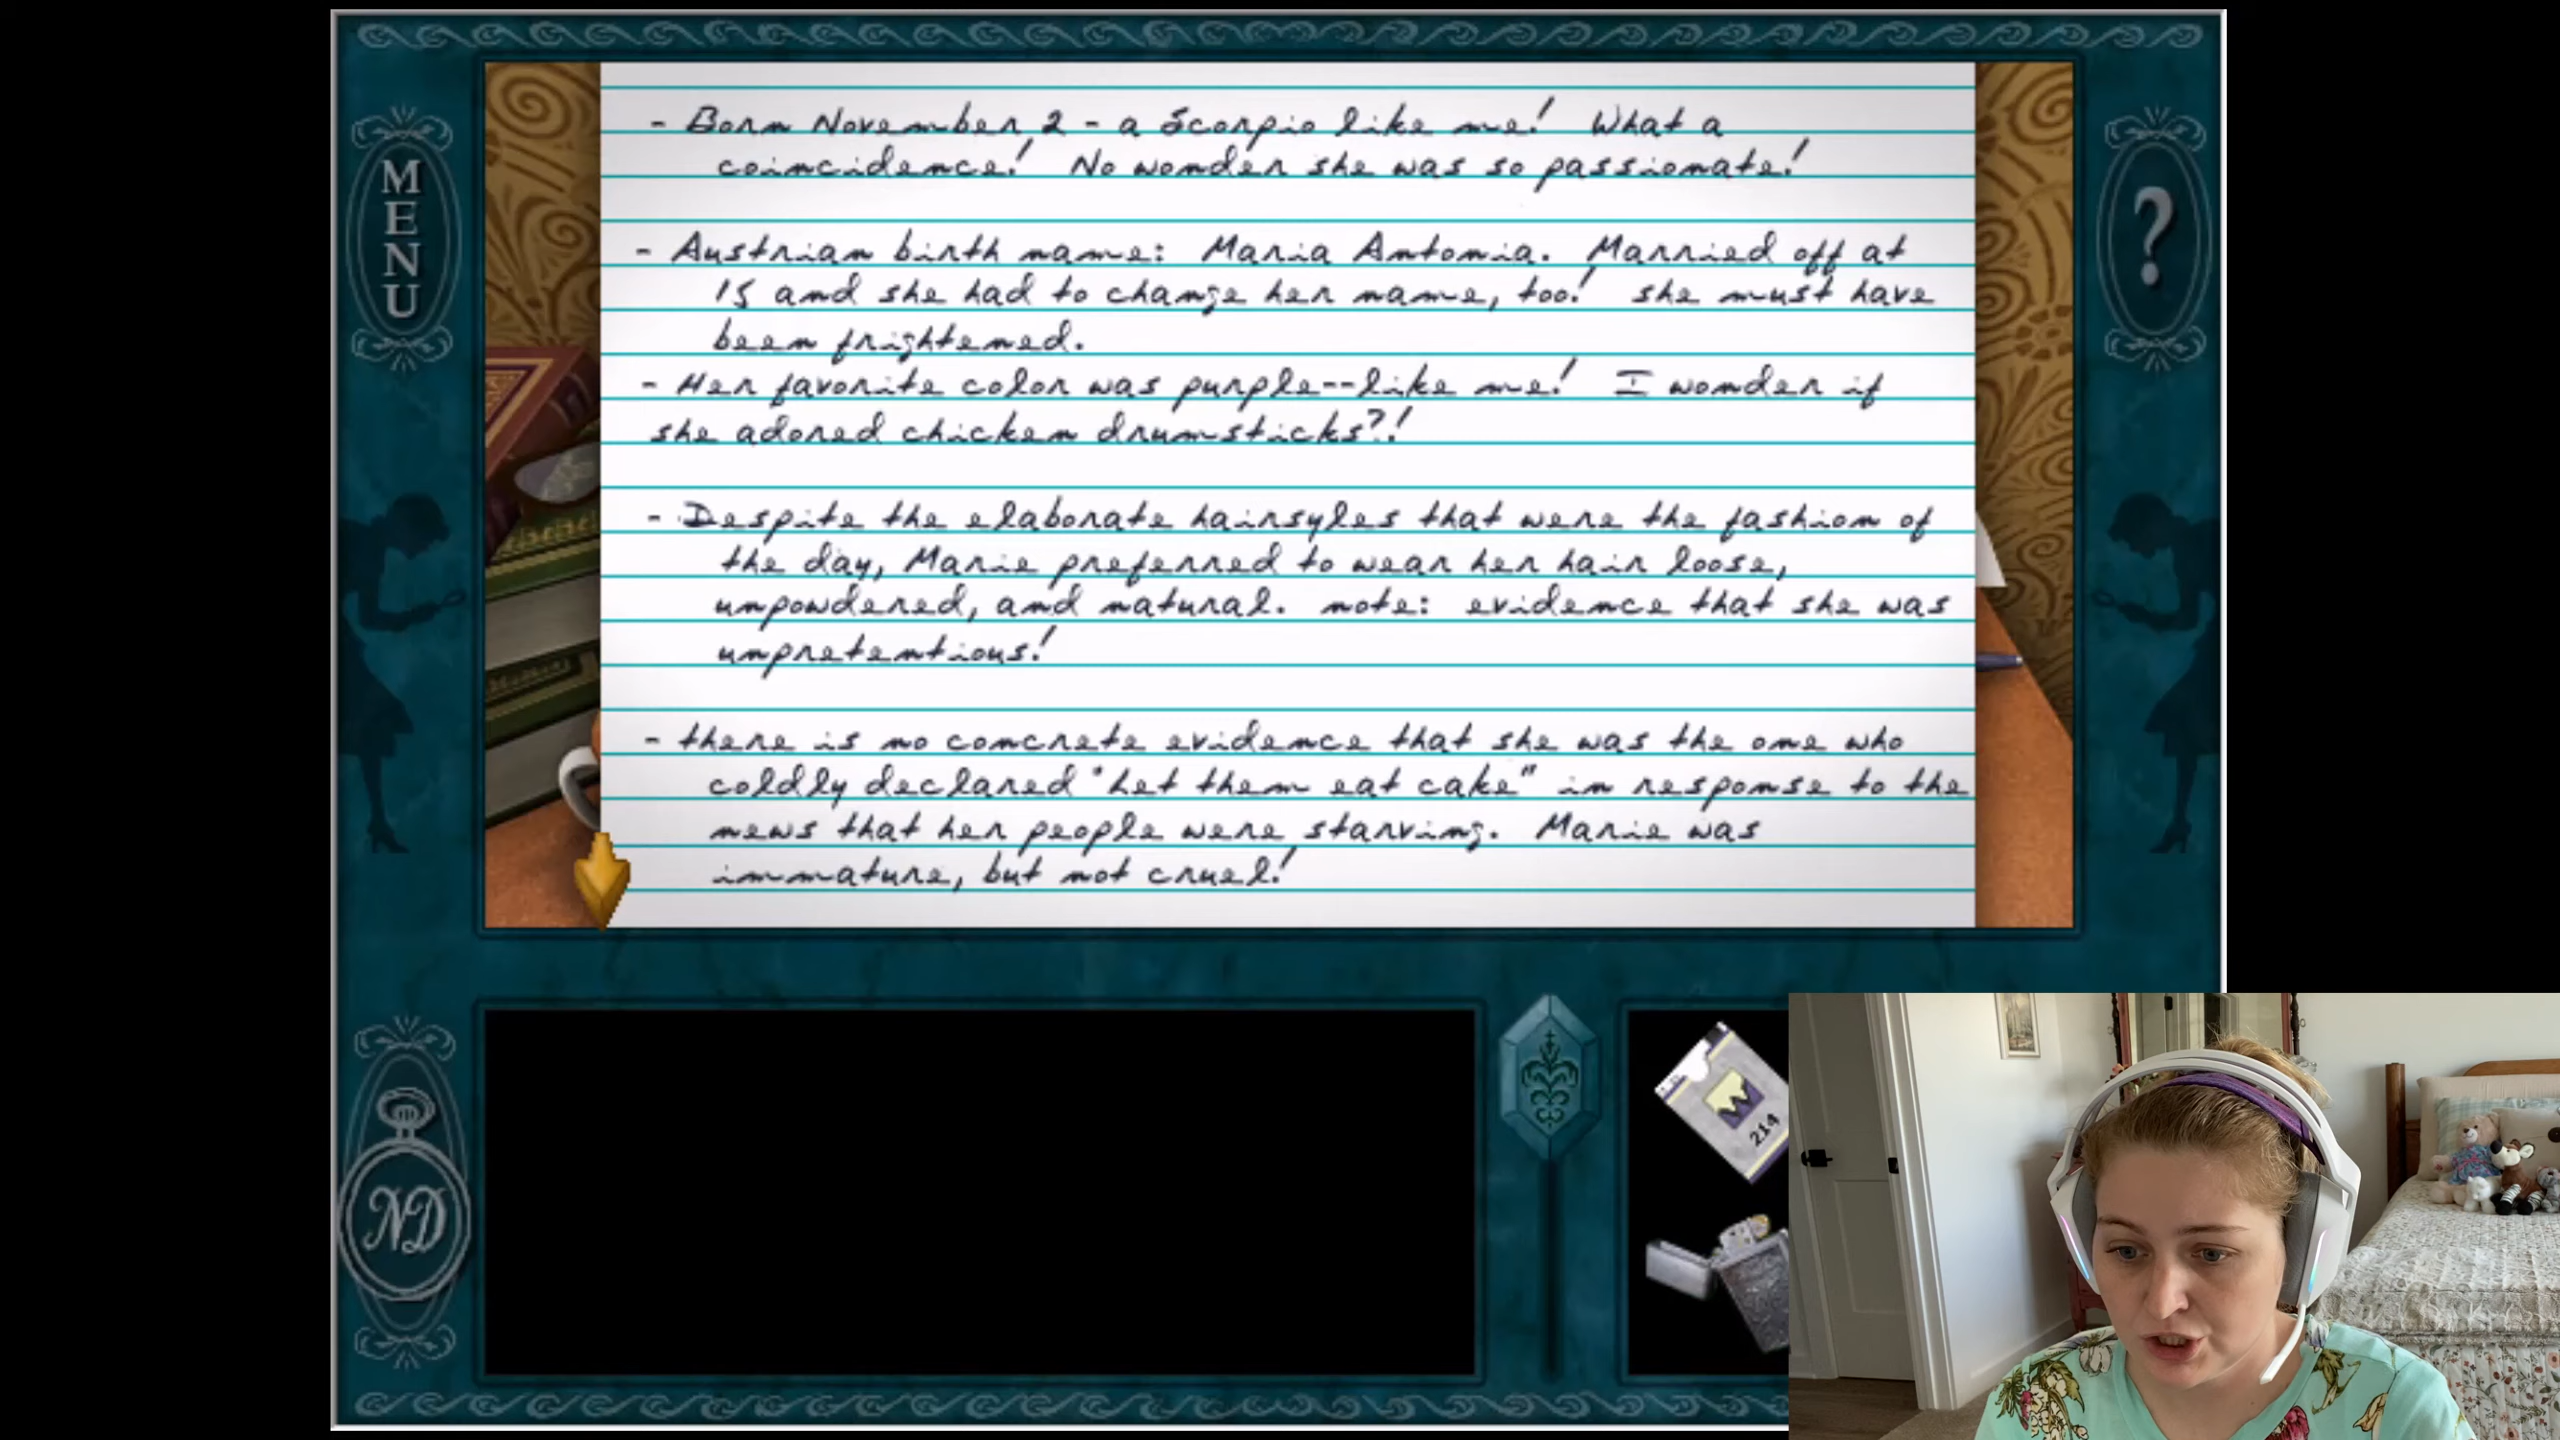 MENU
?
- Born November 2 - a Scorpio like me! What a
coincidence! No wonder she was so passionate!
- Austrian birth name: Maria Antonia. Married off at
15 and she had to change her name, too! she must have
been frightened.
- Her favorite color was purple--like me! I wonder if
she adored chicken drumsticks?!
- Despite the elaborate hairsyles that were the fashion of
the day, Marie preferred to wear her hair loose,
unpowdered, and natural. note: evidence that she was
unpretentious!
- there is no concrete evidence that she was the one who
coldly declared "Let them eat cake" in response to the
news that her people were starving. Marie was
immature, but not cruel!
ND
214